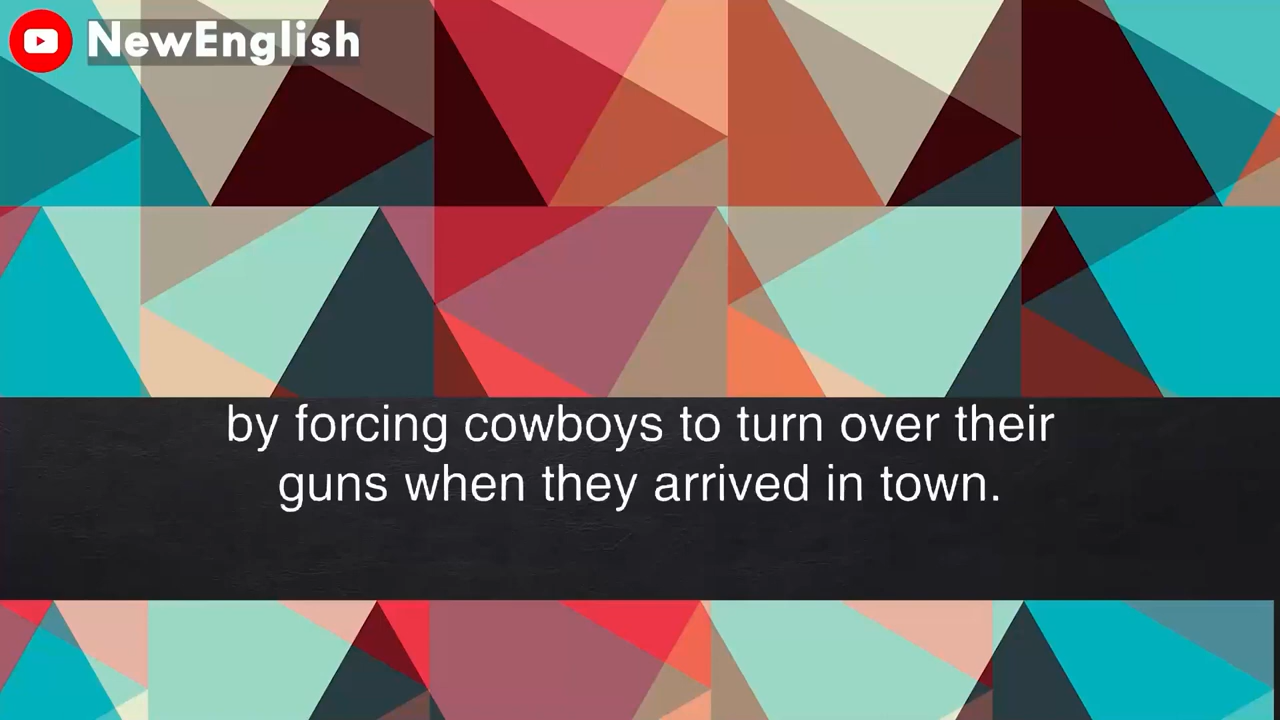 NewEnglish
by forcing cowboys to turn over their
guns when they arrived in town.